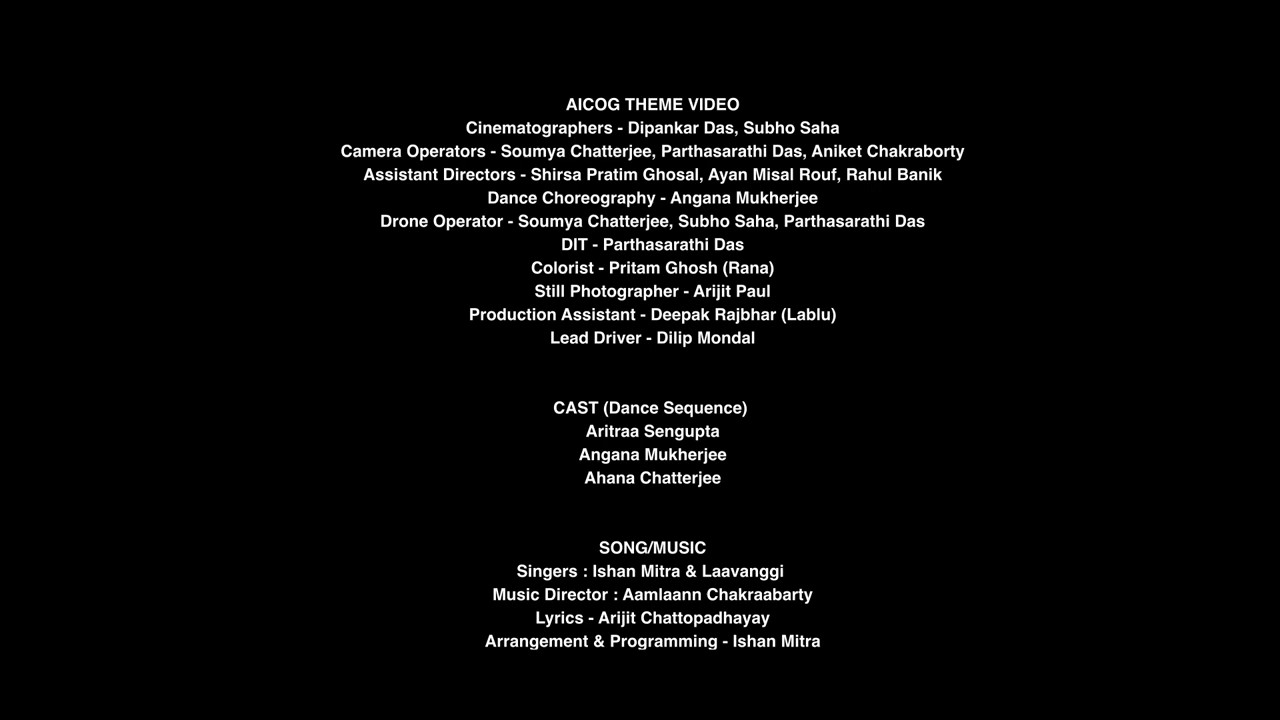 AICOG THEME VIDEO
Cinematographers - Dipankar Das, Subho Saha
Camera Operators - Soumya Chatterjee, Parthasarathi Das, Aniket Chakraborty
Assistant Directors - Shirsa Pratim Ghosal, Ayan Misal Rouf, Rahul Banik
Dance Choreography - Angana Mukherjee
Drone Operator - Soumya Chatterjee, Subho Saha, Parthasarathi Das
DIT - Parthasarathi Das
Colorist - Pritam Ghosh (Rana)
Still Photographer - Arijit Paul
Production Assistant - Deepak Rajbhar (Lablu)
Lead Driver - Dilip Mondal
CAST (Dance Sequence)
Aritraa Sengupta
Angana Mukherjee
Ahana Chatterjee
SONG/MUSIC
Singers : Ishan Mitra & Laavanggi
Music Director : Aamlaann Chakraabarty
Lyrics - Arijit Chattopadhayay
Arrangement & Programming - Ishan Mitra